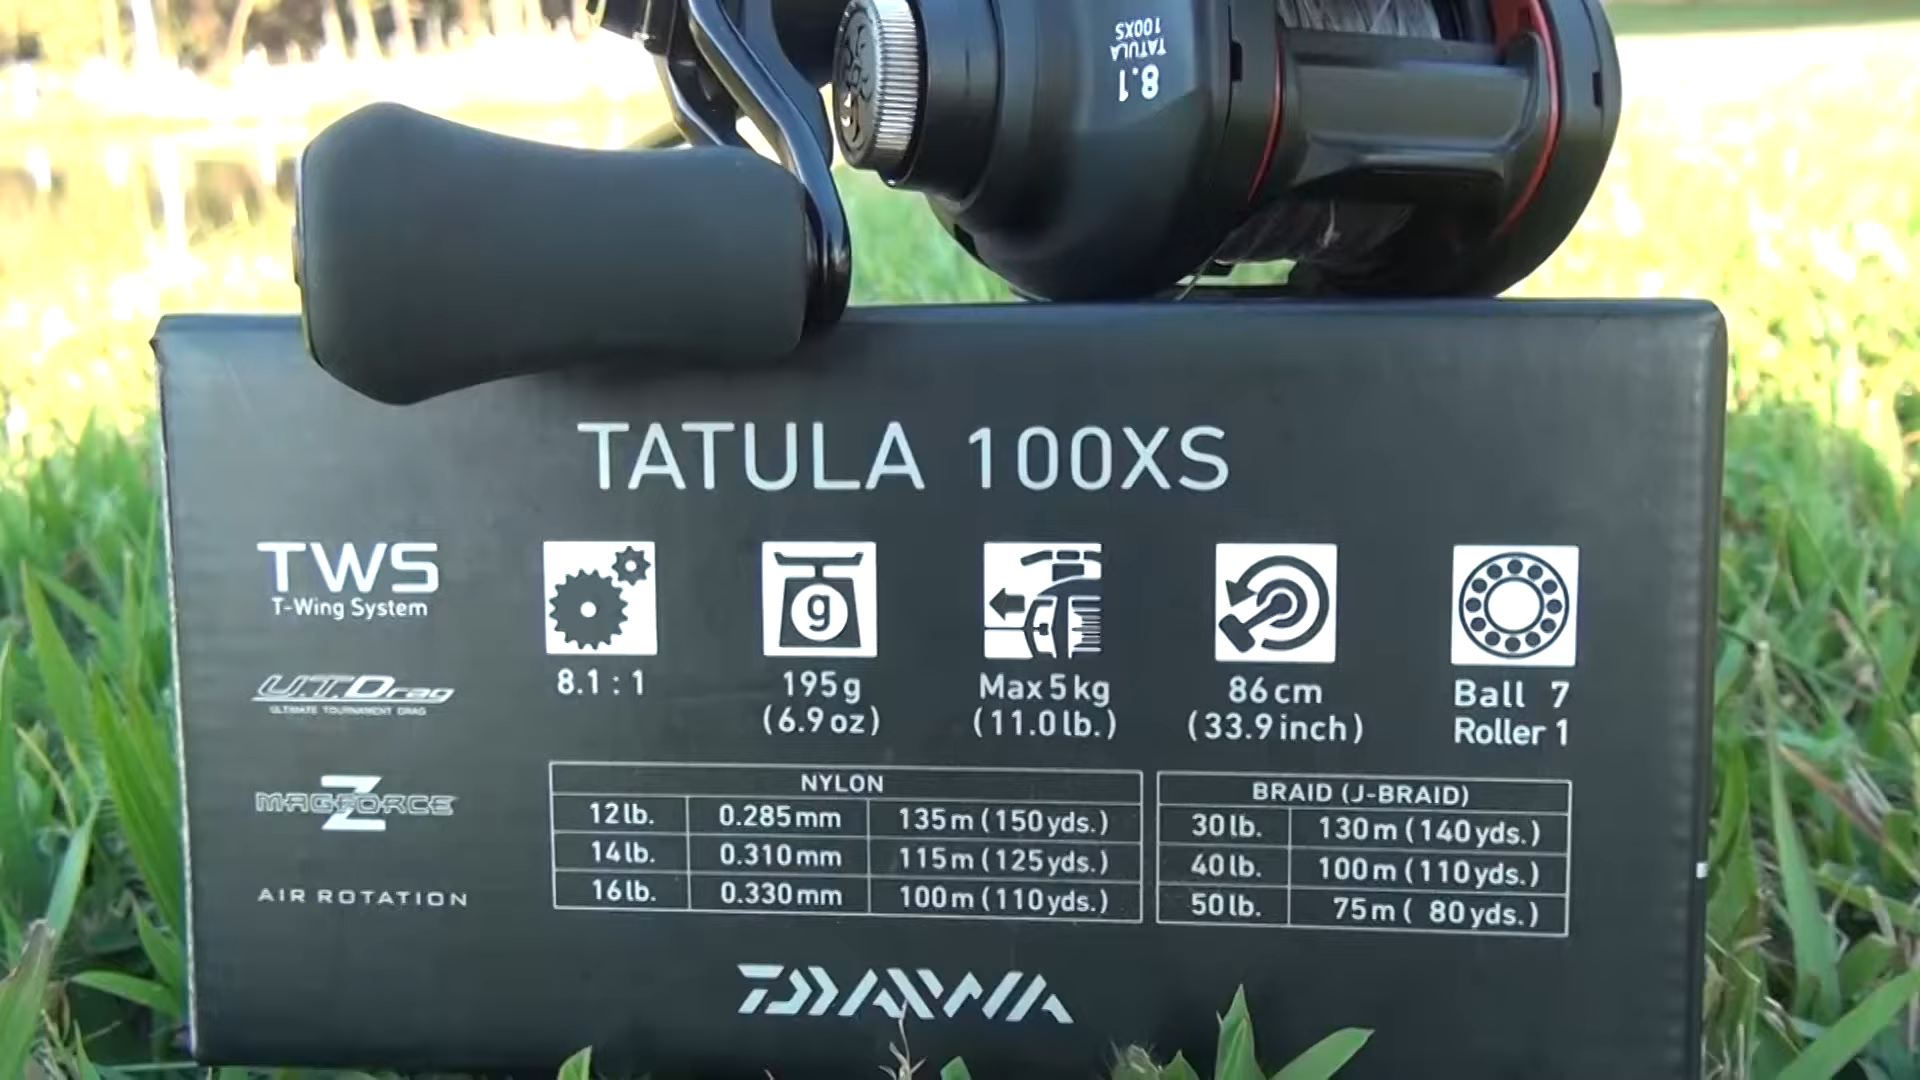 8.1
TATULA
100XS
TATULA 100XS
TWS
T-Wing System
U.T.Drag
ULTIMATE TOURNAMENT DRAG
MAGFORCE
Z
AIR ROTATION
g
8.1 : 1
195g
(6.9oz)
Max 5kg
(11.0lb.)
86cm
(33.9inch)
Ball 7
Roller 1
NYLON
12lb. 0.285mm 135m (150yds.)
14lb. 0.310mm 115m (125yds.)
16lb. 0.330mm 100m (110yds.)
BRAID (J-BRAID)
30lb. 130m (140yds.)
40lb. 100m (110yds.)
50lb. 75m ( 80yds.)
DAIWA